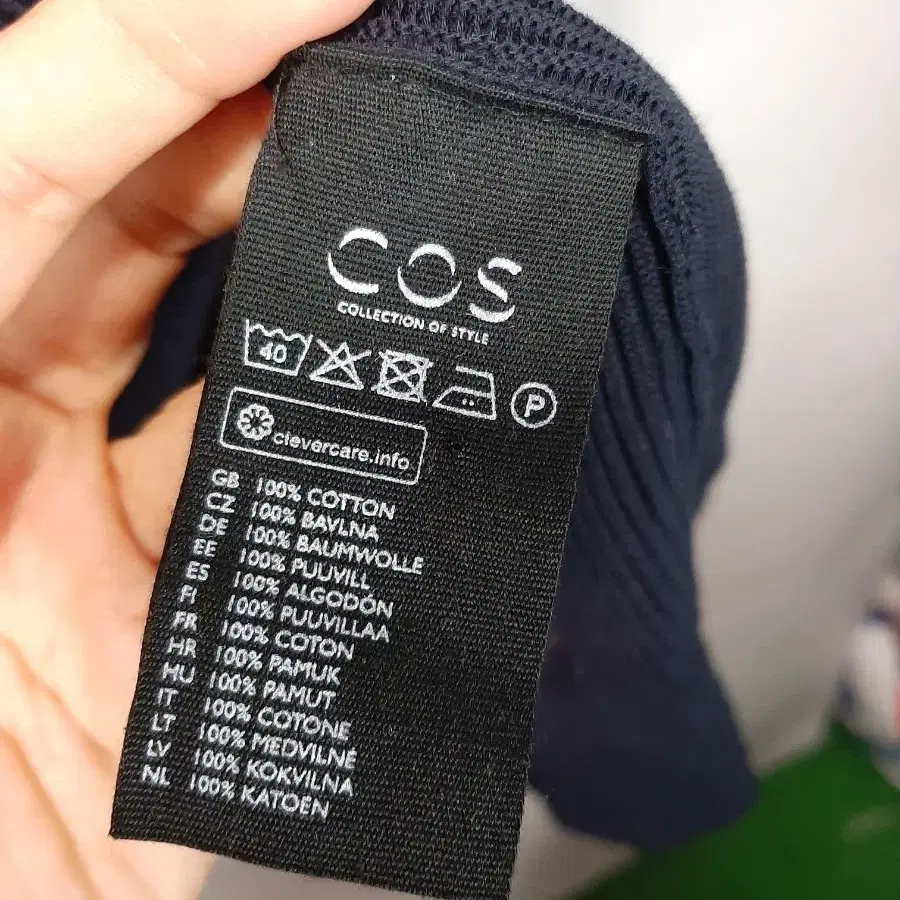 COS
COLLECTION OF STYLE
40 P
clevercare.info
GB 100% COTTON
CZ 100% BAVLNA
DE 100% BAUMWOLLE
EE 100% PUUVILL
ES 100% ALGODÓN
FI 100% PUUVILLAA
FR 100% COTON
HR 100% PAMUK
HU 100% PAMUT
IT 100% COTONE
LT 100% MEDVILNĖ
LV 100% KOKVILNA
NL 100% KATOEN